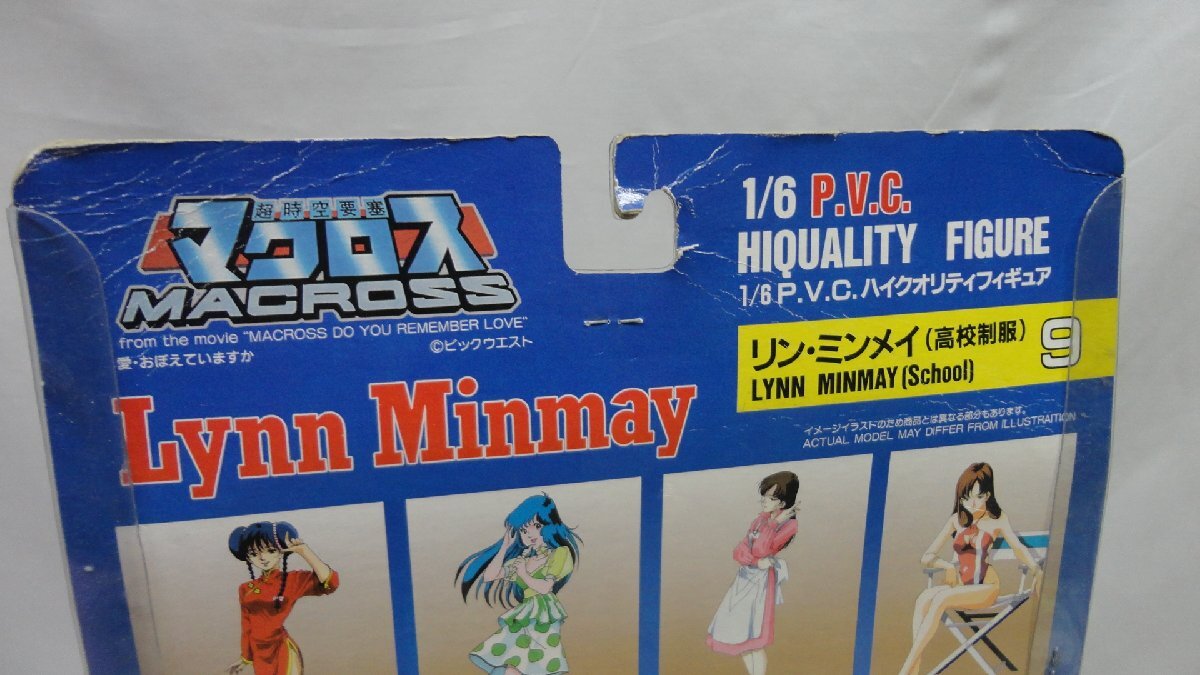 超時空要塞
マクロス
MACROSS
from the movie "MACROSS DO YOU REMEMBER LOVE"
愛・おぼえていますか
©ビックウエスト
Lynn Minmay
1/6 P.V.C.
HIQUALITY FIGURE
1/6 P.V.C.ハイクオリティフィギュア
リン・ミンメイ(高校制服)
LYNN MINMAY(School)
9
イメージイラストのため商品とは異なる部分もあります。
ACTUAL MODEL MAY DIFFER FROM ILLUSTRAITION